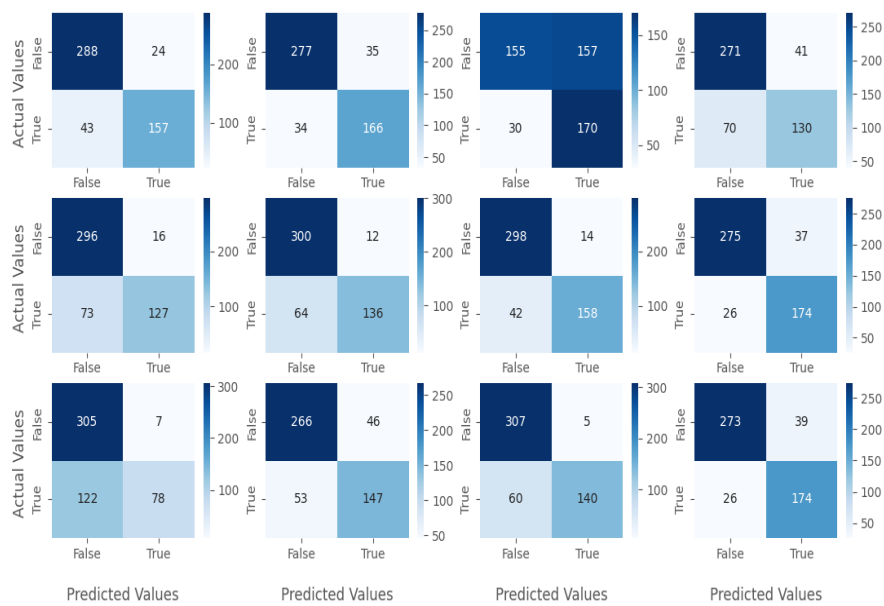 Actual Values
False 288 24 200
True 43 157 100
False True
False 277 35 250 200 150
True 34 166 100 50
False True
False 155 157 150 100
True 30 170 50
False True
False 271 41 250 200 150
True 70 130 100 50
False True
Actual Values
False 296 16 200
True 73 127 100
False True
False 300 12 300 200
True 64 136 100
False True
False 298 14 200
True 42 158 100
False True
False 275 37 250 200 150
True 26 174 100 50
False True
Actual Values
False 305 7 300 200
True 122 78 100
False True
False 266 46 250 200 150
True 53 147 100 50
False True
False 307 5 300 200
True 60 140 100
False True
False 273 39 250 200 150
True 26 174 100 50
False True
Predicted Values
Predicted Values
Predicted Values
Predicted Values